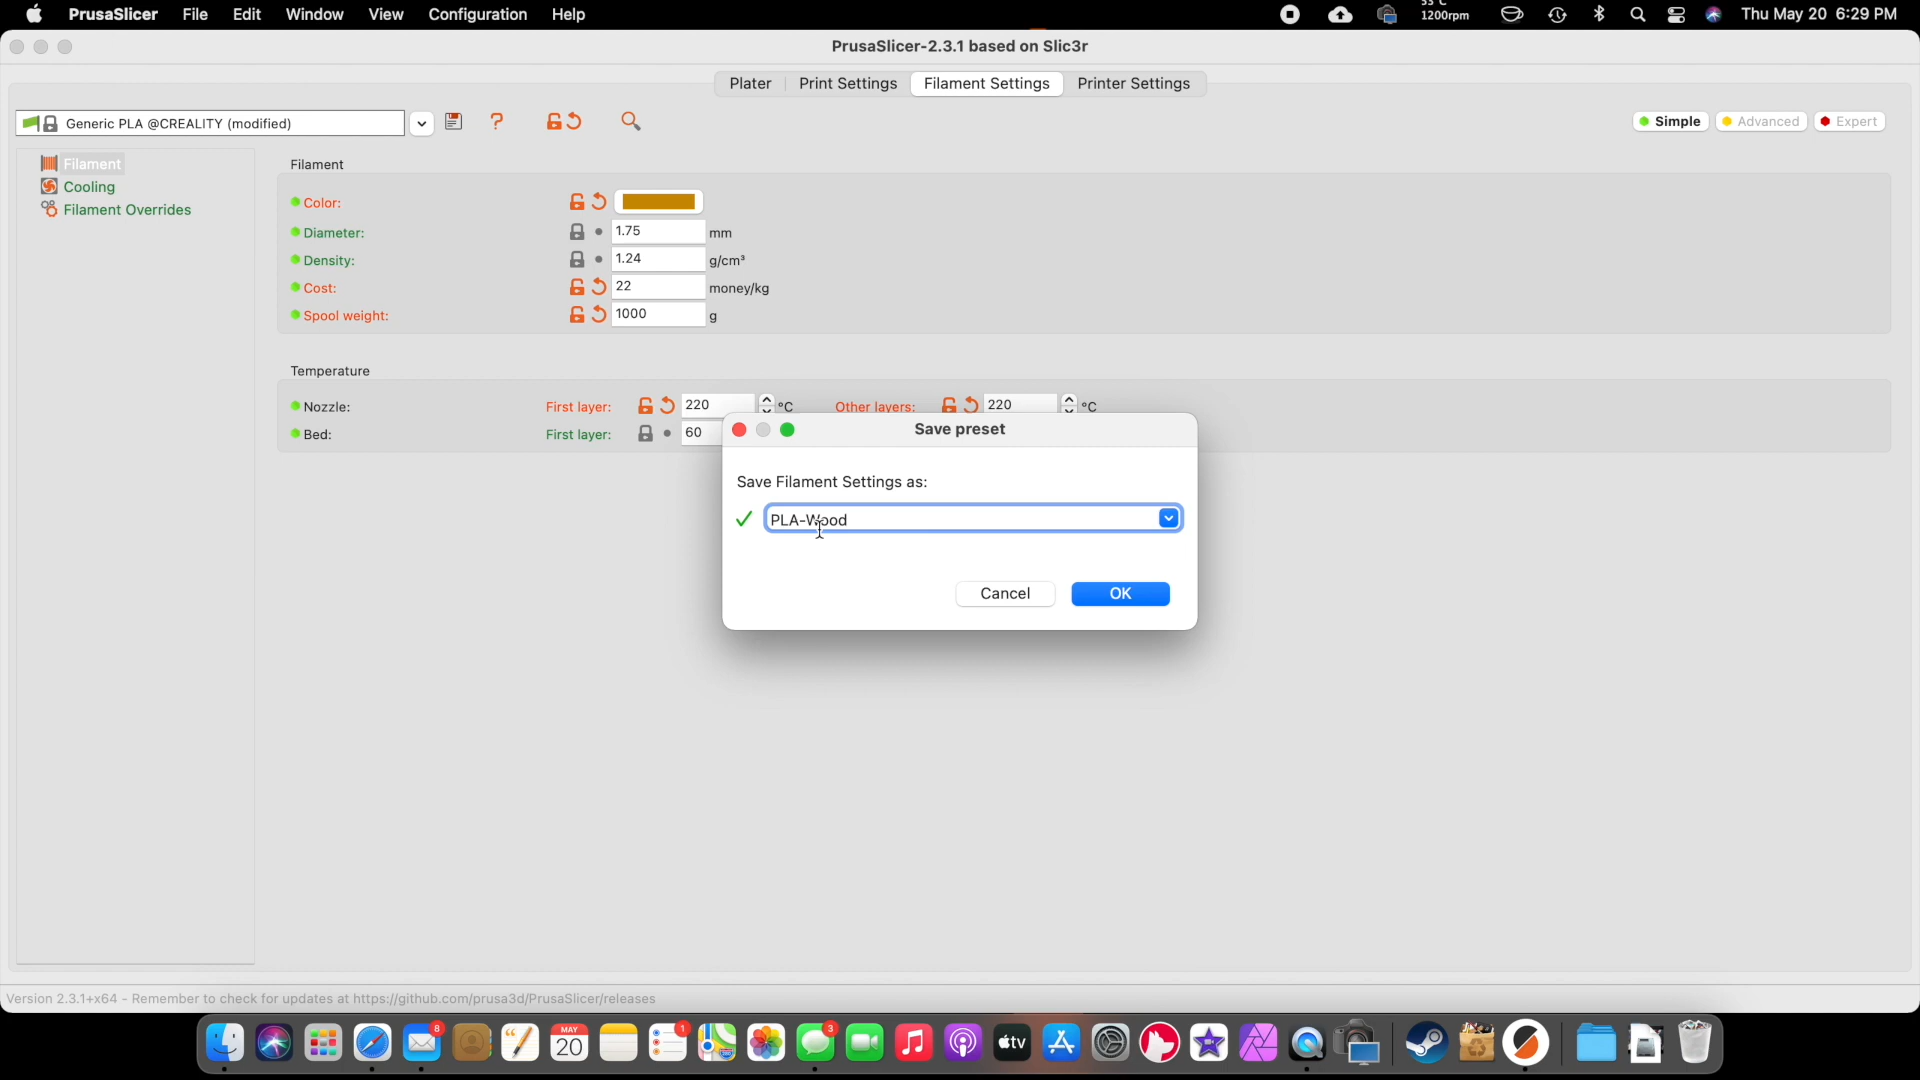 PrusaSlicer File Edit Window View Configuration Help 1200rpm Thu May 20 6:29 PM
PrusaSlicer-2.3.1 based on Slic3r
Plater Print Settings Filament Settings Printer Settings
Generic PLA @CREALITY (modified) ? Simple Advanced Expert
Filament
Cooling
Filament Overrides
Filament
Color:
Diameter: 1.75 mm
Density: 1.24 g/cm³
Cost: 22 money/kg
Spool weight: 1000 g
Temperature
Nozzle: First layer: 220 °C Other layers: 220 °C
Bed: First layer: 60
Save preset
Save Filament Settings as:
PLA-Wood
Cancel OK
Version 2.3.1+x64 - Remember to check for updates at https://github.com/prusa3d/PrusaSlicer/releases
8 MAY 20 1 3 tv